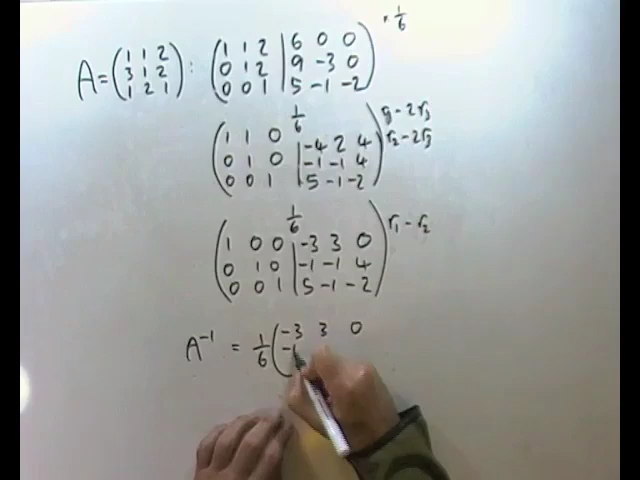 · 1/6
A = (1 1 2; 3 1 2; 1 2 1) : (1 1 2 | 6 0 0; 0 1 2 | 9 -3 0; 0 0 1 | 5 -1 -2)
1/6
(1 1 0 | -4 2 4; 0 1 0 | -1 -1 4; 0 0 1 | 5 -1 -2) r₁ - 2r₃
r₂ - 2r₃
1/6
(1 0 0 | -3 3 0; 0 1 0 | -1 -1 4; 0 0 1 | 5 -1 -2) r₁ - r₂
A⁻¹ = 1/6 (-3 3 0
-1